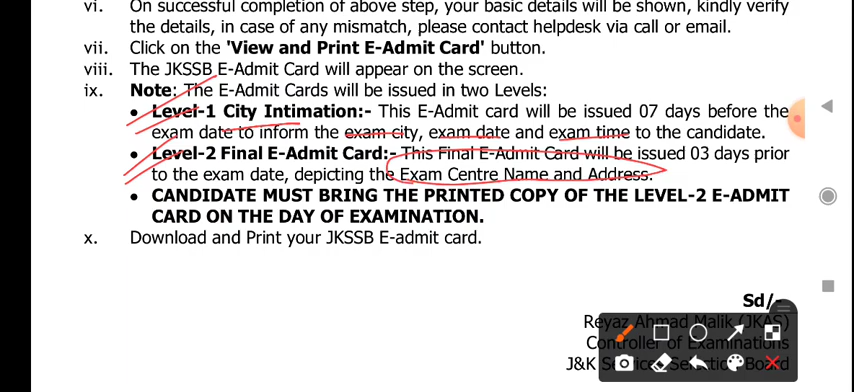 vi. On successful completion of above step, your basic details will be shown, kindly verify
the details, in case of any mismatch, please contact helpdesk via call or email.
vii. Click on the 'View and Print E-Admit Card' button.
viii. The JKSSB E-Admit Card will appear on the screen.
ix. Note: The E-Admit Cards will be issued in two Levels:
• Level-1 City Intimation:- This E-Admit card will be issued 07 days before the
exam date to inform the exam city, exam date and exam time to the candidate.
• Level-2 Final E-Admit Card:- This Final E-Admit Card will be issued 03 days prior
to the exam date, depicting the Exam Centre Name and Address.
• CANDIDATE MUST BRING THE PRINTED COPY OF THE LEVEL-2 E-ADMIT
CARD ON THE DAY OF EXAMINATION.
x. Download and Print your JKSSB E-admit card.
Sd/-
Reyaz Ahmad Malik (JKAS)
Controller of Examinations
J&K Services Selection Board